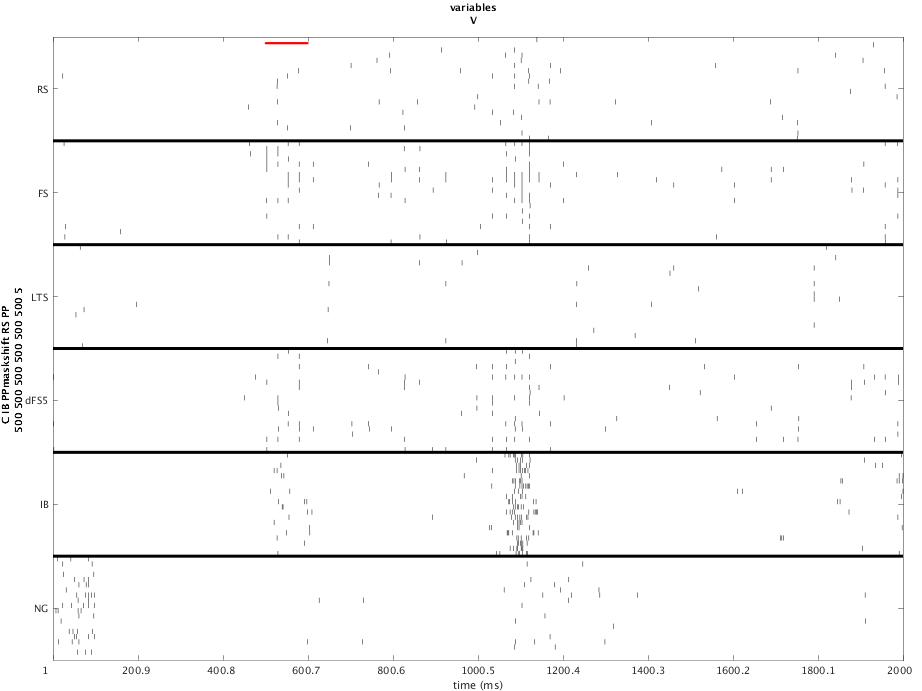 variables
V
RS
FS
LTS
dFS5
IB
NG
C IB PPmaskshift RS PP
500 500 500 500 500 500 5
1
200.9
400.8
600.7
800.6
1000.5
1200.4
1400.3
1600.2
1800.1
2000
time (ms)